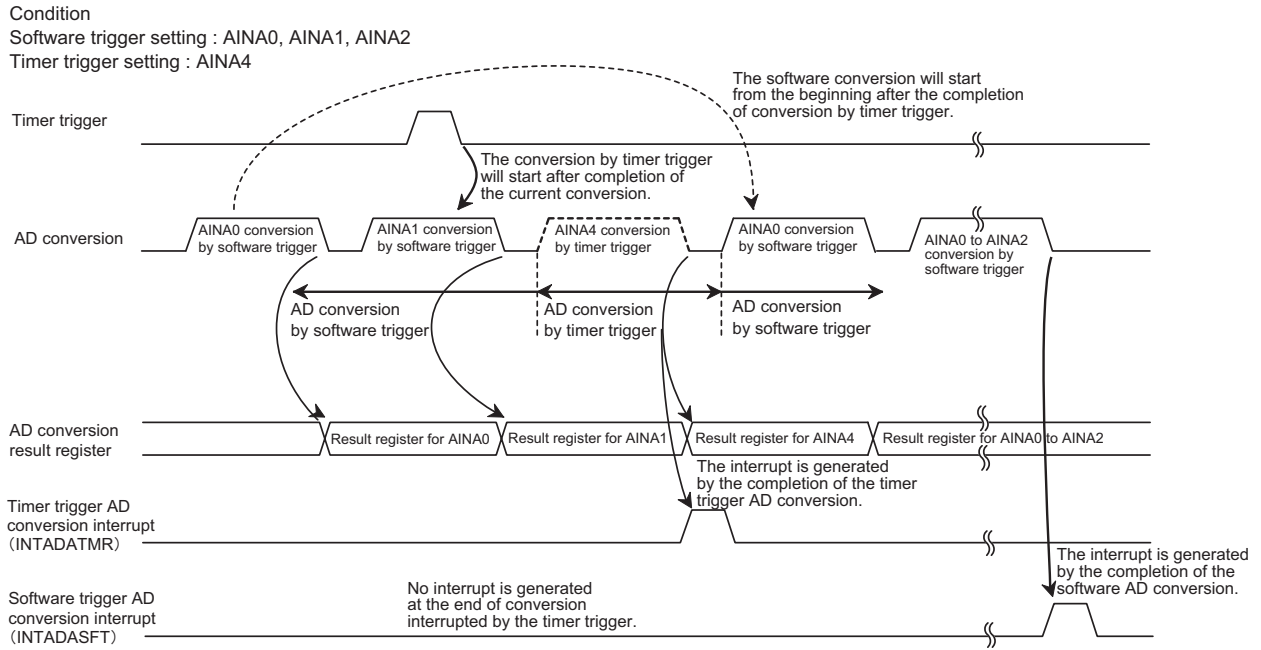 Condition
Software trigger setting : AINA0, AINA1, AINA2
Timer trigger setting : AINA4
The software conversion will start
from the beginning after the completion
of conversion by timer trigger.
Timer trigger
The conversion by timer trigger
will start after completion of
the current conversion.
AD conversion
AINA0 conversion
by software trigger
AINA1 conversion
by software trigger
AINA4 conversion
by timer trigger
AINA0 conversion
by software trigger
AINA0 to AINA2
conversion by
software trigger
AD conversion
by software trigger
AD conversion
by timer trigger
AD conversion
by software trigger
AD conversion
result register
Result register for AINA0
Result register for AINA1
Result register for AINA4
Result register for AINA0 to AINA2
The interrupt is generated
by the completion of the timer
trigger AD conversion.
Timer trigger AD
conversion interrupt
(INTADATMR)
The interrupt is generated
by the completion of the
software AD conversion.
No interrupt is generated
at the end of conversion
interrupted by the timer trigger.
Software trigger AD
conversion interrupt
(INTADASFT)